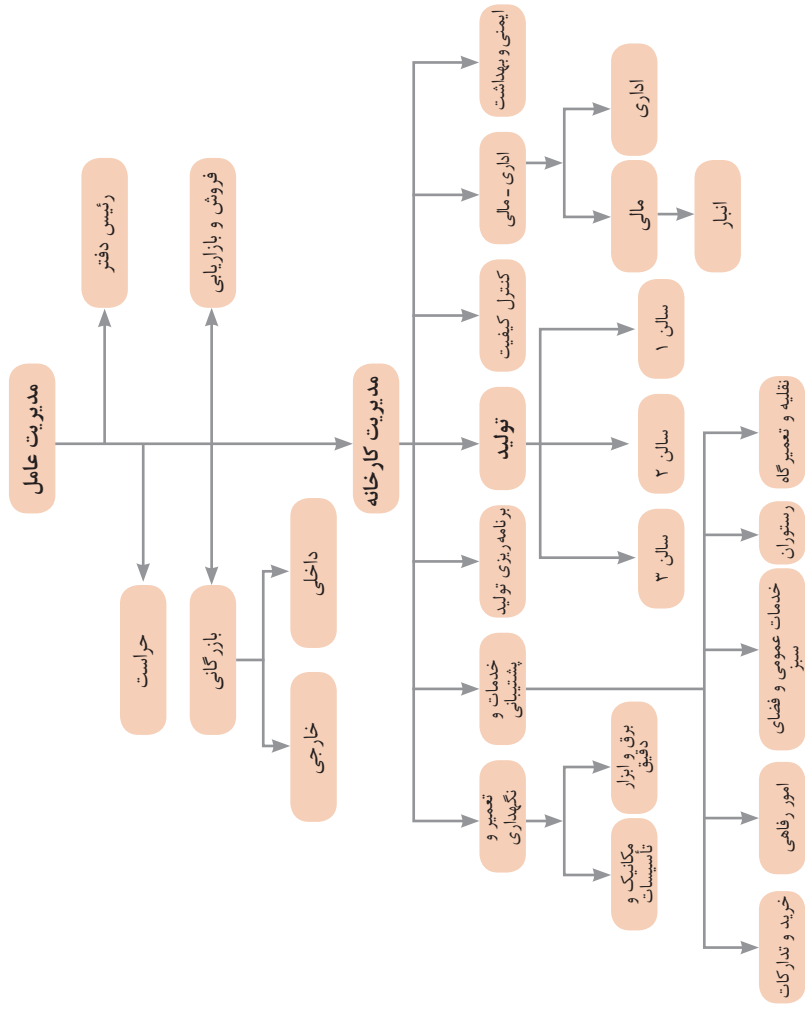 مدیریت عامل
رئیس دفتر
حراست
فروش و بازاریابی
بازرگانی
داخلی
خارجی
مدیریت کارخانه
ایمنی و بهداشت
اداری - مالی
کنترل کیفیت
تولید
برنامه ریزی تولید
خدمات و
پشتیبانی
تعمیر و
نگهداری
اداری
مالی
انبار
سالن ۱
سالن ۲
سالن ۳
برق و ابزار
دقیق
مکانیک و
تأسیسات
نقلیه و تعمیرگاه
رستوران
خدمات عمومی و فضای
سبز
امور رفاهی
خرید و تدارکات